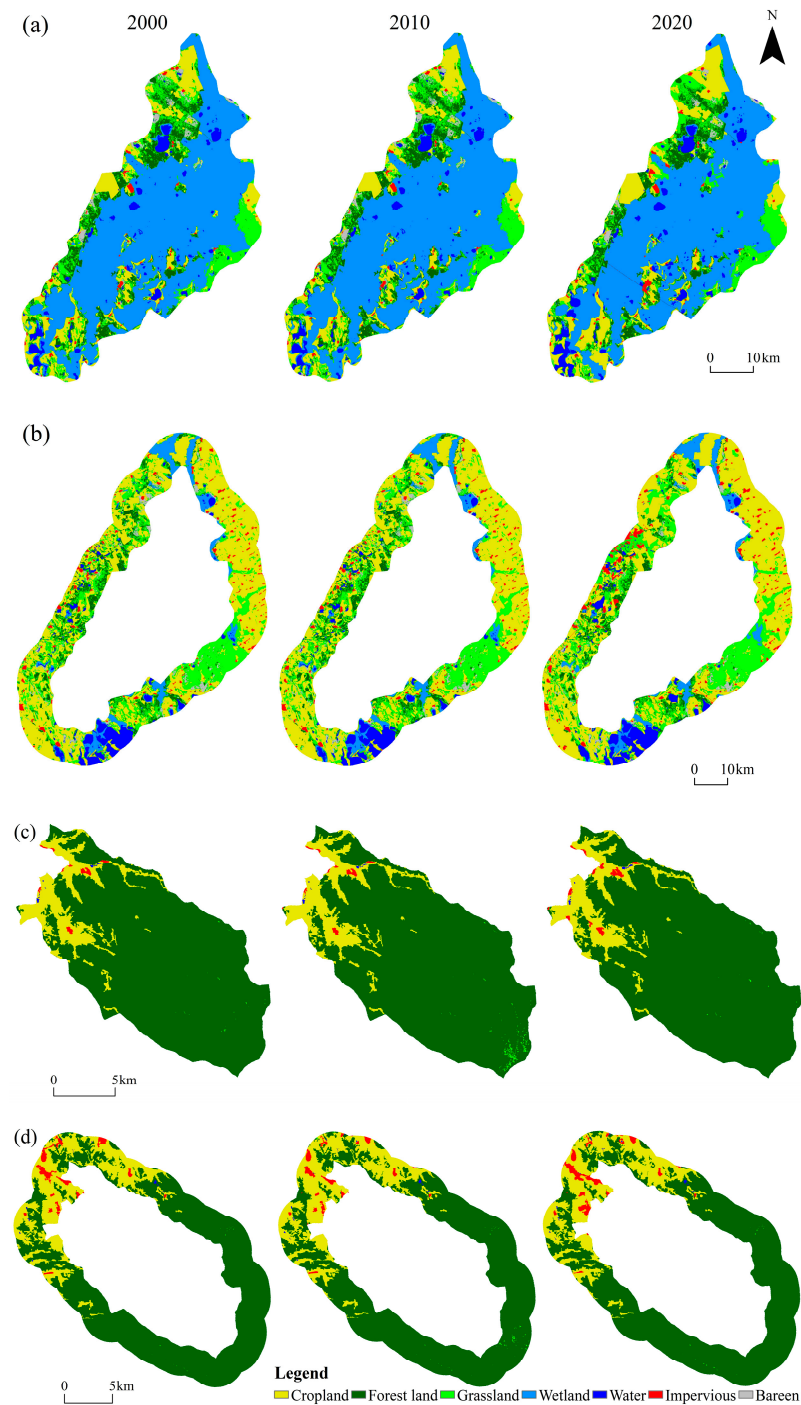 (a)
2000
2010
2020
N
0 10km
(b)
0 10km
(c)
0 5km
(d)
0 5km
Legend
Cropland Forest land Grassland Wetland Water Impervious Bareen